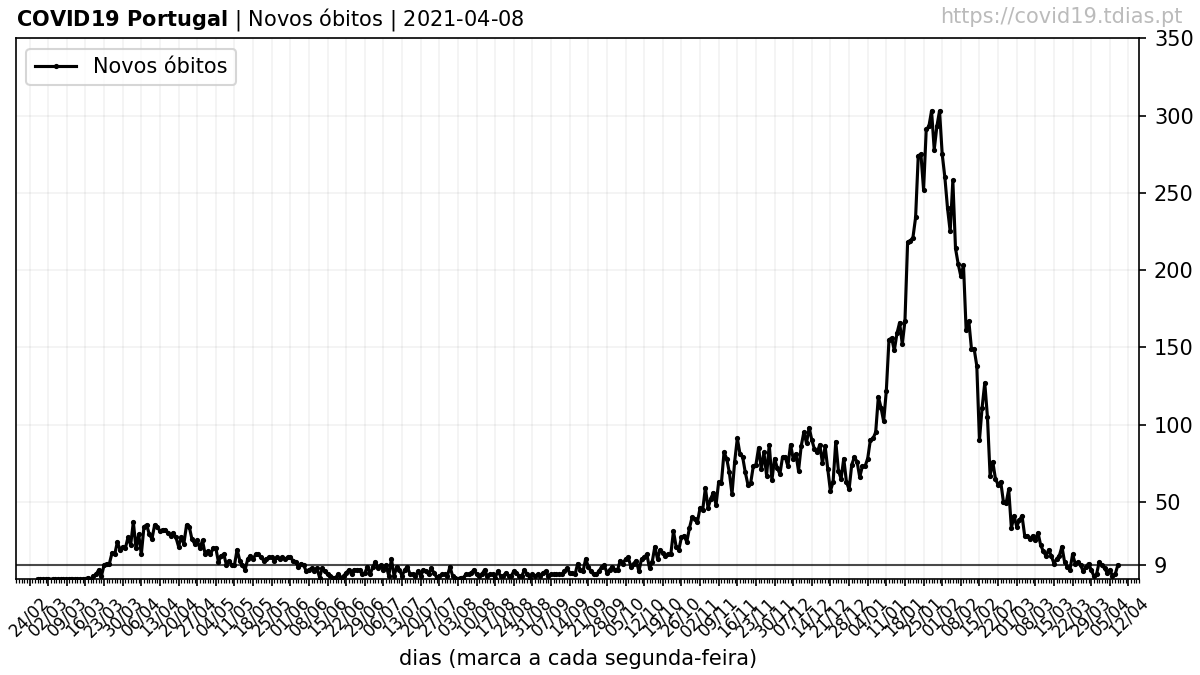 COVID19 Portugal | Novos óbitos | 2021-04-08
https://covid19.tdias.pt
Novos óbitos
350
300
250
200
150
100
50
9
24/02 02/03 09/03 16/03 23/03 30/03 06/04 13/04 20/04 27/04 04/05 11/05 18/05 25/05 01/06 08/06 15/06 22/06 29/06 06/07 13/07 20/07 27/07 03/08 10/08 17/08 24/08 31/08 07/09 14/09 21/09 28/09 05/10 12/10 19/10 26/10 02/11 09/11 16/11 23/11 30/11 07/12 14/12 21/12 28/12 04/01 11/01 18/01 25/01 01/02 08/02 15/02 22/02 01/03 08/03 15/03 22/03 29/03 05/04 12/04
dias (marca a cada segunda-feira)